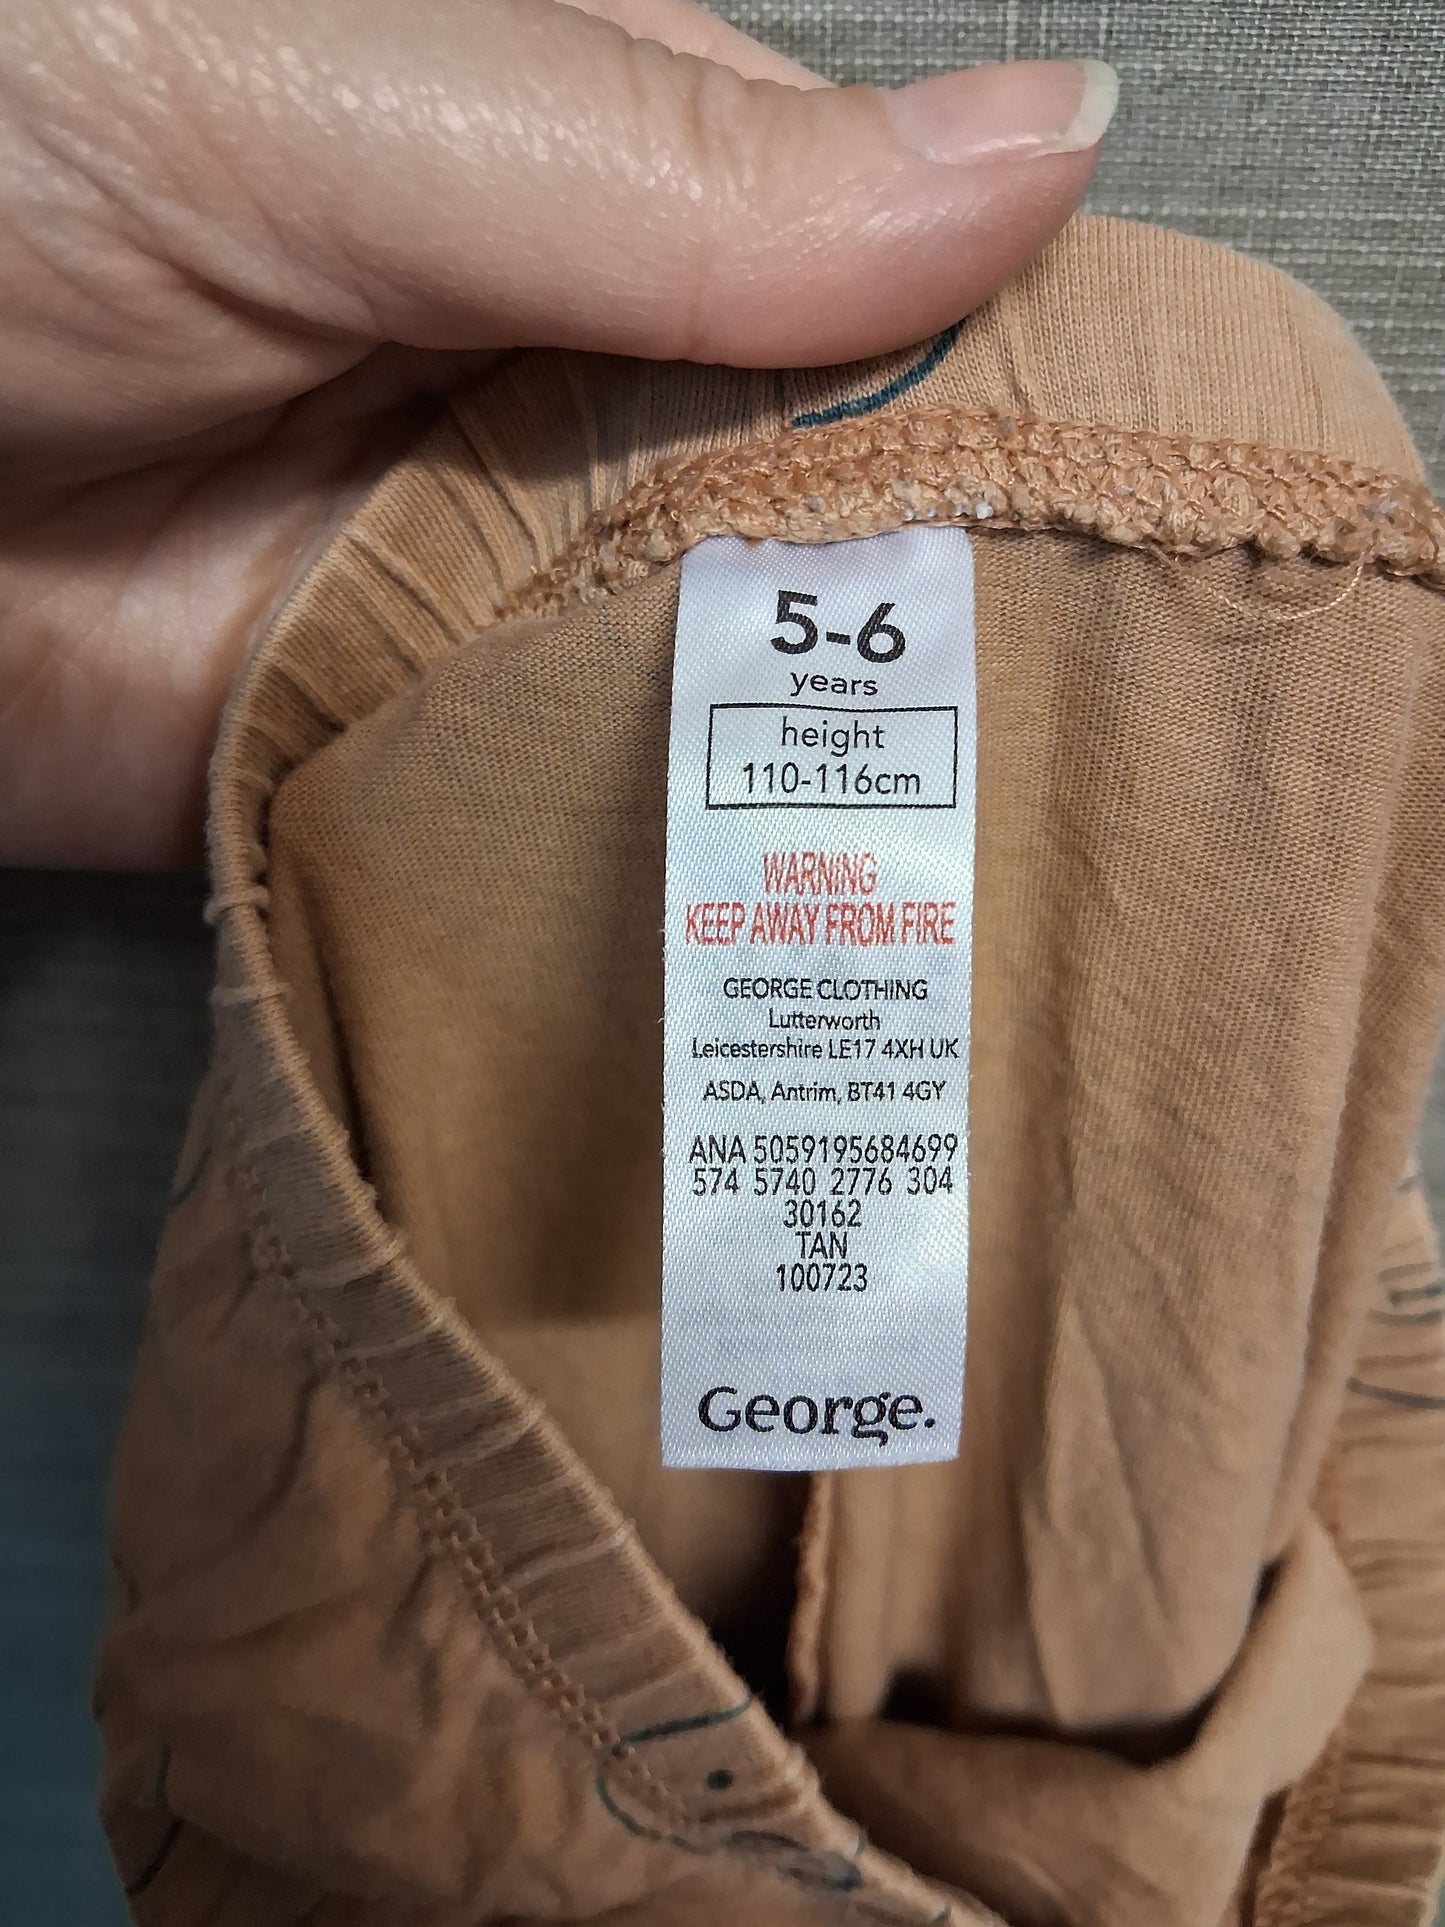 5-6
years
height
110-116cm
WARNING
KEEP AWAY FROM FIRE
GEORGE CLOTHING
Lutterworth
Leicestershire LE17 4XH UK
ASDA, Antrim, BT41 4GY
ANA 5059195684699
574 5740 2776 304
30162
TAN
100723
George.